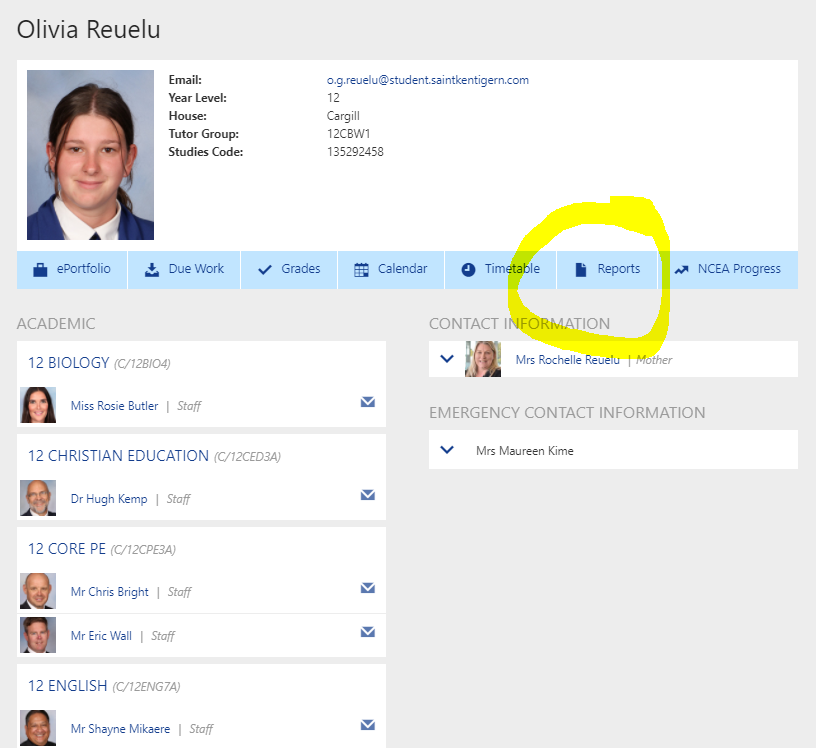 Olivia Reuelu
Email: o.g.reuelu@student.saintkentigern.com
Year Level: 12
House: Cargill
Tutor Group: 12CBW1
Studies Code: 135292458
ePortfolio Due Work Grades Calendar Timetable Reports NCEA Progress
ACADEMIC
12 BIOLOGY (C/12BIO4)
Miss Rosie Butler | Staff
12 CHRISTIAN EDUCATION (C/12CED3A)
Dr Hugh Kemp | Staff
12 CORE PE (C/12CPE3A)
Mr Chris Bright | Staff
Mr Eric Wall | Staff
12 ENGLISH (C/12ENG7A)
Mr Shayne Mikaere | Staff
CONTACT INFORMATION
Mrs Rochelle Reuelu | Mother
EMERGENCY CONTACT INFORMATION
Mrs Maureen Kime